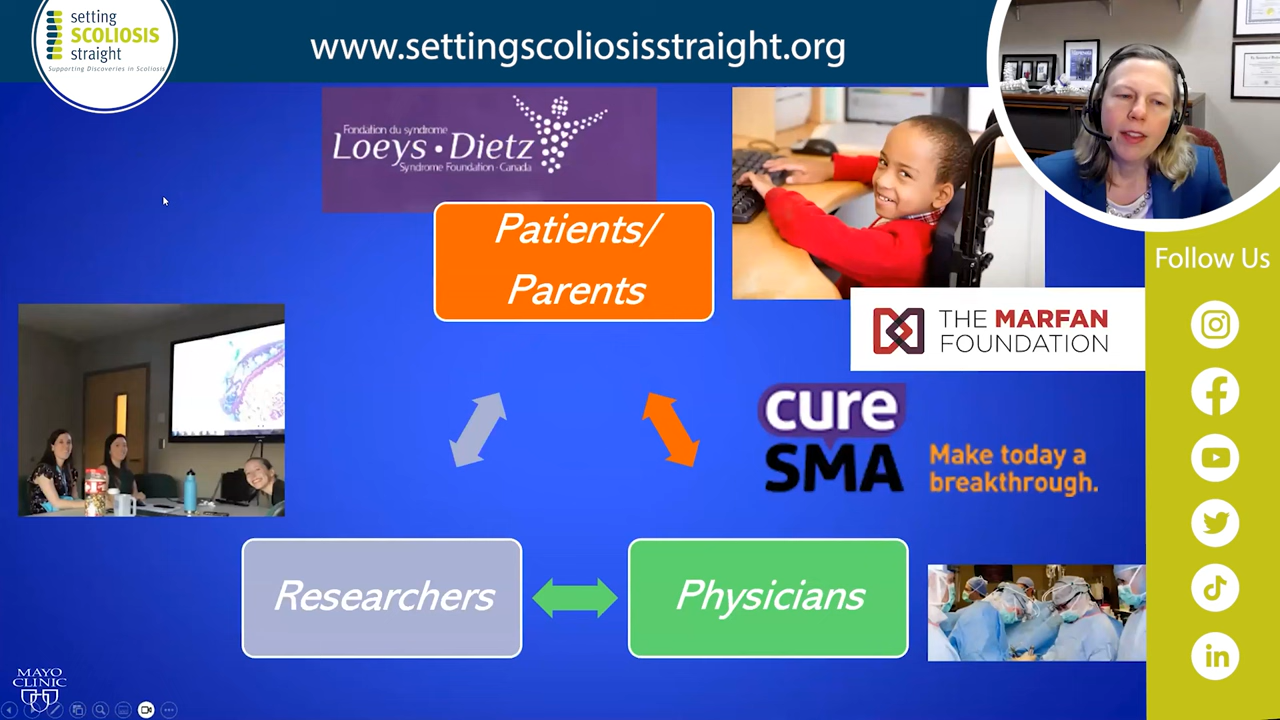 setting
SCOLIOSIS
straight
Supporting Discoveries in Scoliosis
www.settingscoliosisstraight.org
Fondation du syndrome
Loeys • Dietz
Syndrome Foundation • Canada
Patients/
Parents
Follow Us
THE MARFAN
FOUNDATION
cure
SMA
Make today a
breakthrough.
Researchers
Physicians
MAYO
CLINIC
in